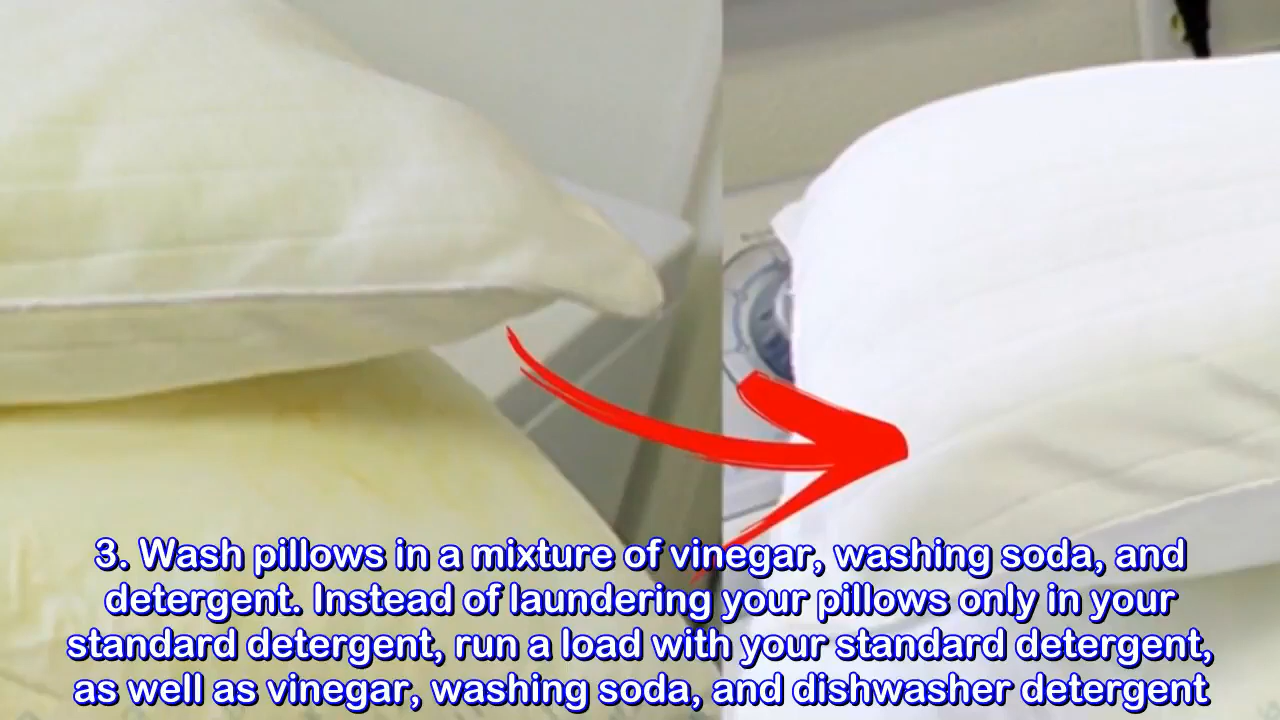 3. Wash pillows in a mixture of vinegar, washing soda, and
detergent. Instead of laundering your pillows only in your
standard detergent, run a load with your standard detergent,
as well as vinegar, washing soda, and dishwasher detergent